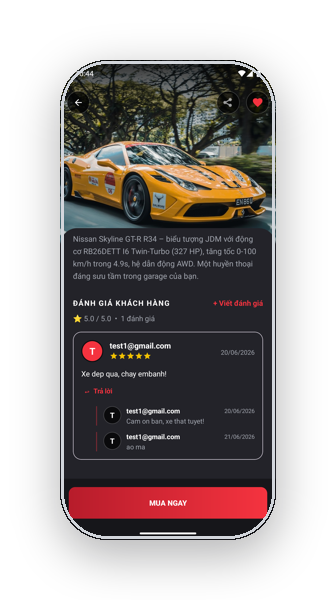 :44
Nissan Skyline GT-R R34 – biểu tượng JDM với động
cơ RB26DETT I6 Twin-Turbo (327 HP), tăng tốc 0-100
km/h trong 4.9s, hệ dẫn động AWD. Một huyền thoại
đáng sưu tầm trong garage của bạn.
ĐÁNH GIÁ KHÁCH HÀNG
+ Viết đánh giá
5.0 / 5.0 • 1 đánh giá
T
test1@gmail.com
20/06/2026
Xe dep qua, chay embanh!
Trả lời
T
test1@gmail.com
20/06/2026
Cam on ban, xe that tuyet!
T
test1@gmail.com
21/06/2026
ao ma
MUA NGAY